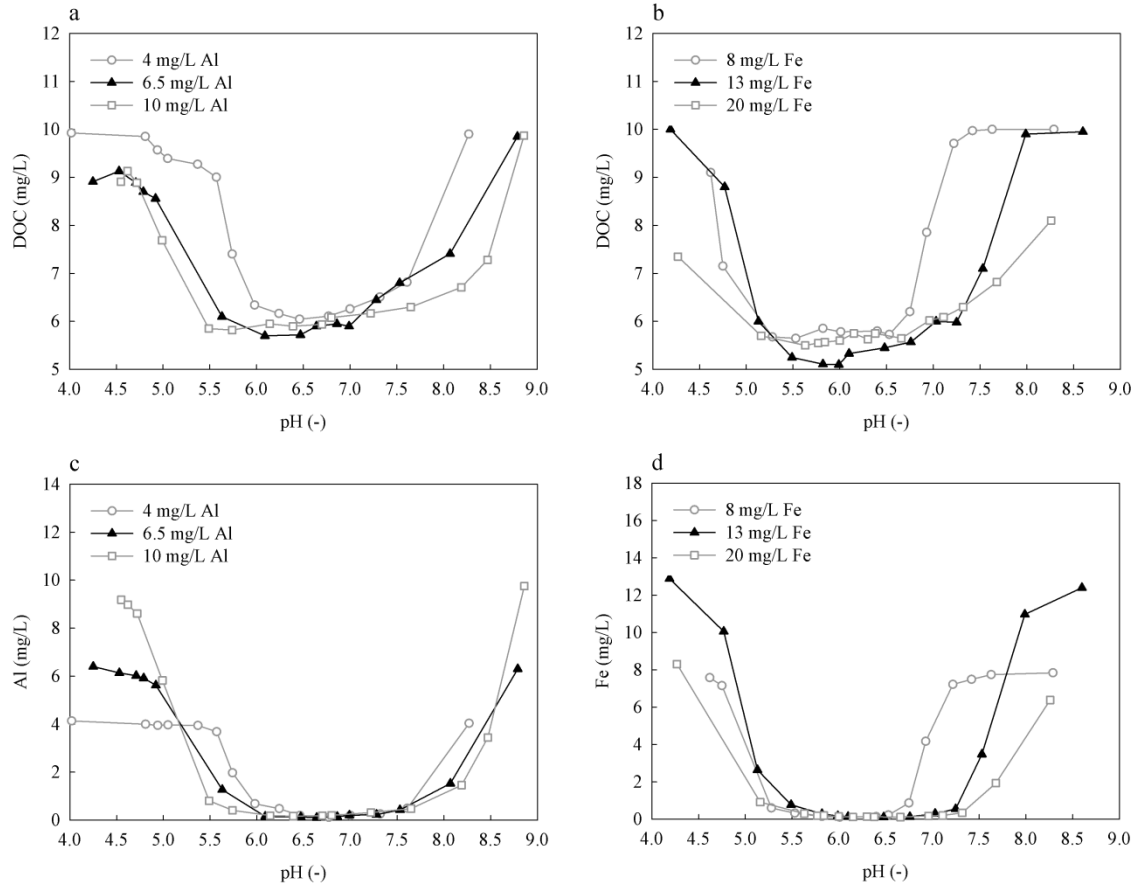 a
4 mg/L Al
6.5 mg/L Al
10 mg/L Al
12
11
10
9
8
7
6
5
DOC (mg/L)
4.0 4.5 5.0 5.5 6.0 6.5 7.0 7.5 8.0 8.5 9.0
pH (-)
b
8 mg/L Fe
13 mg/L Fe
20 mg/L Fe
12
11
10
9
8
7
6
5
DOC (mg/L)
4.0 4.5 5.0 5.5 6.0 6.5 7.0 7.5 8.0 8.5 9.0
pH (-)
c
4 mg/L Al
6.5 mg/L Al
10 mg/L Al
14
12
10
8
6
4
2
0
Al (mg/L)
4.0 4.5 5.0 5.5 6.0 6.5 7.0 7.5 8.0 8.5 9.0
pH (-)
d
8 mg/L Fe
13 mg/L Fe
20 mg/L Fe
18
16
14
12
10
8
6
4
2
0
Fe (mg/L)
4.0 4.5 5.0 5.5 6.0 6.5 7.0 7.5 8.0 8.5 9.0
pH (-)